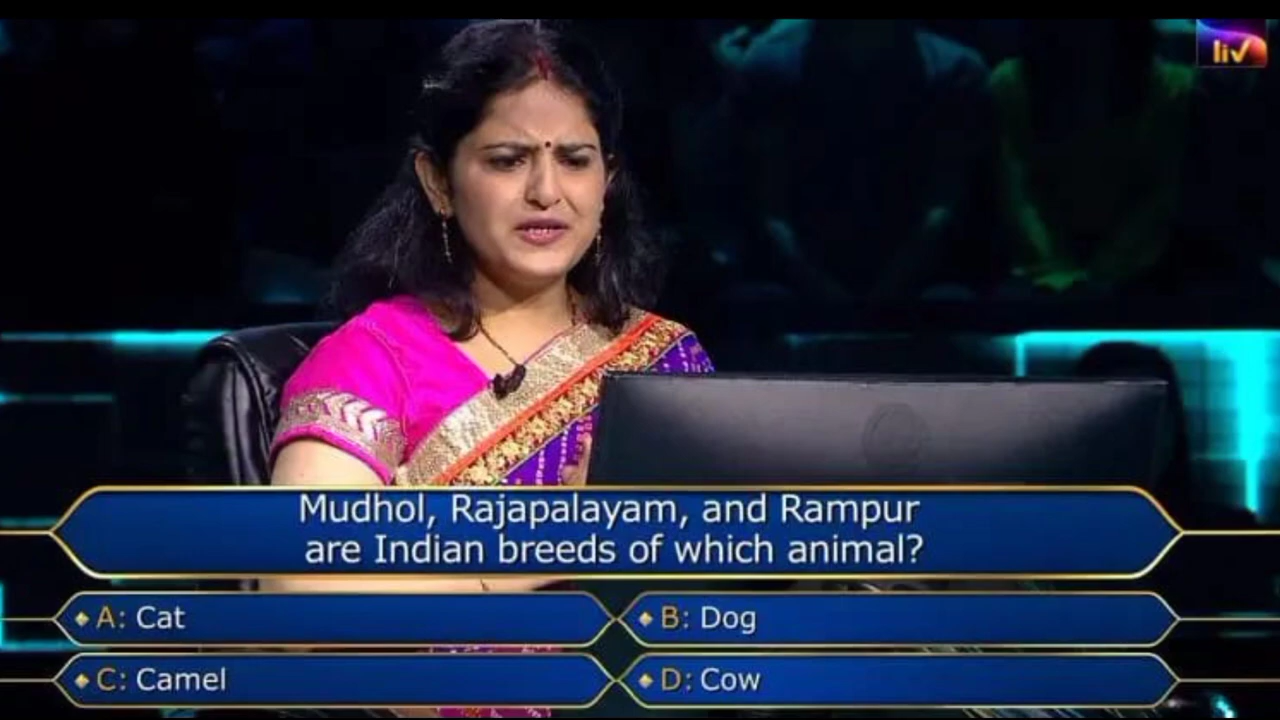 liv
Mudhol, Rajapalayam, and Rampur
are Indian breeds of which animal?
A: Cat
B: Dog
C: Camel
D: Cow